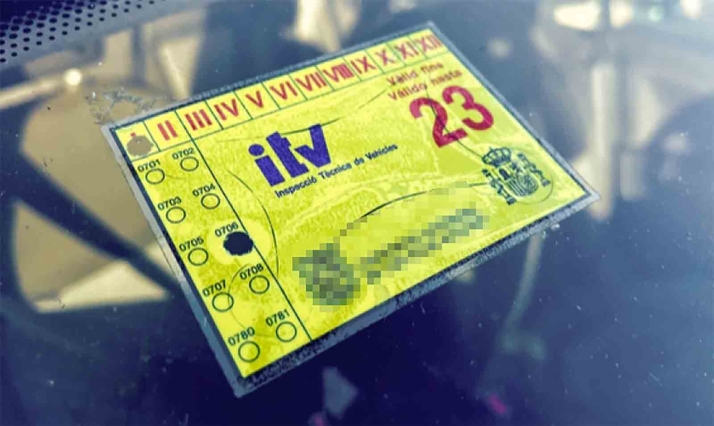 I II III IV V VI VII VIII IX X XI XII
Vàlid fins
Válido hasta
23
itv
Inspecció Tècnica de Vehicles
0701 0702
0703 0704
0705 0706
0707 0708
0780 0781